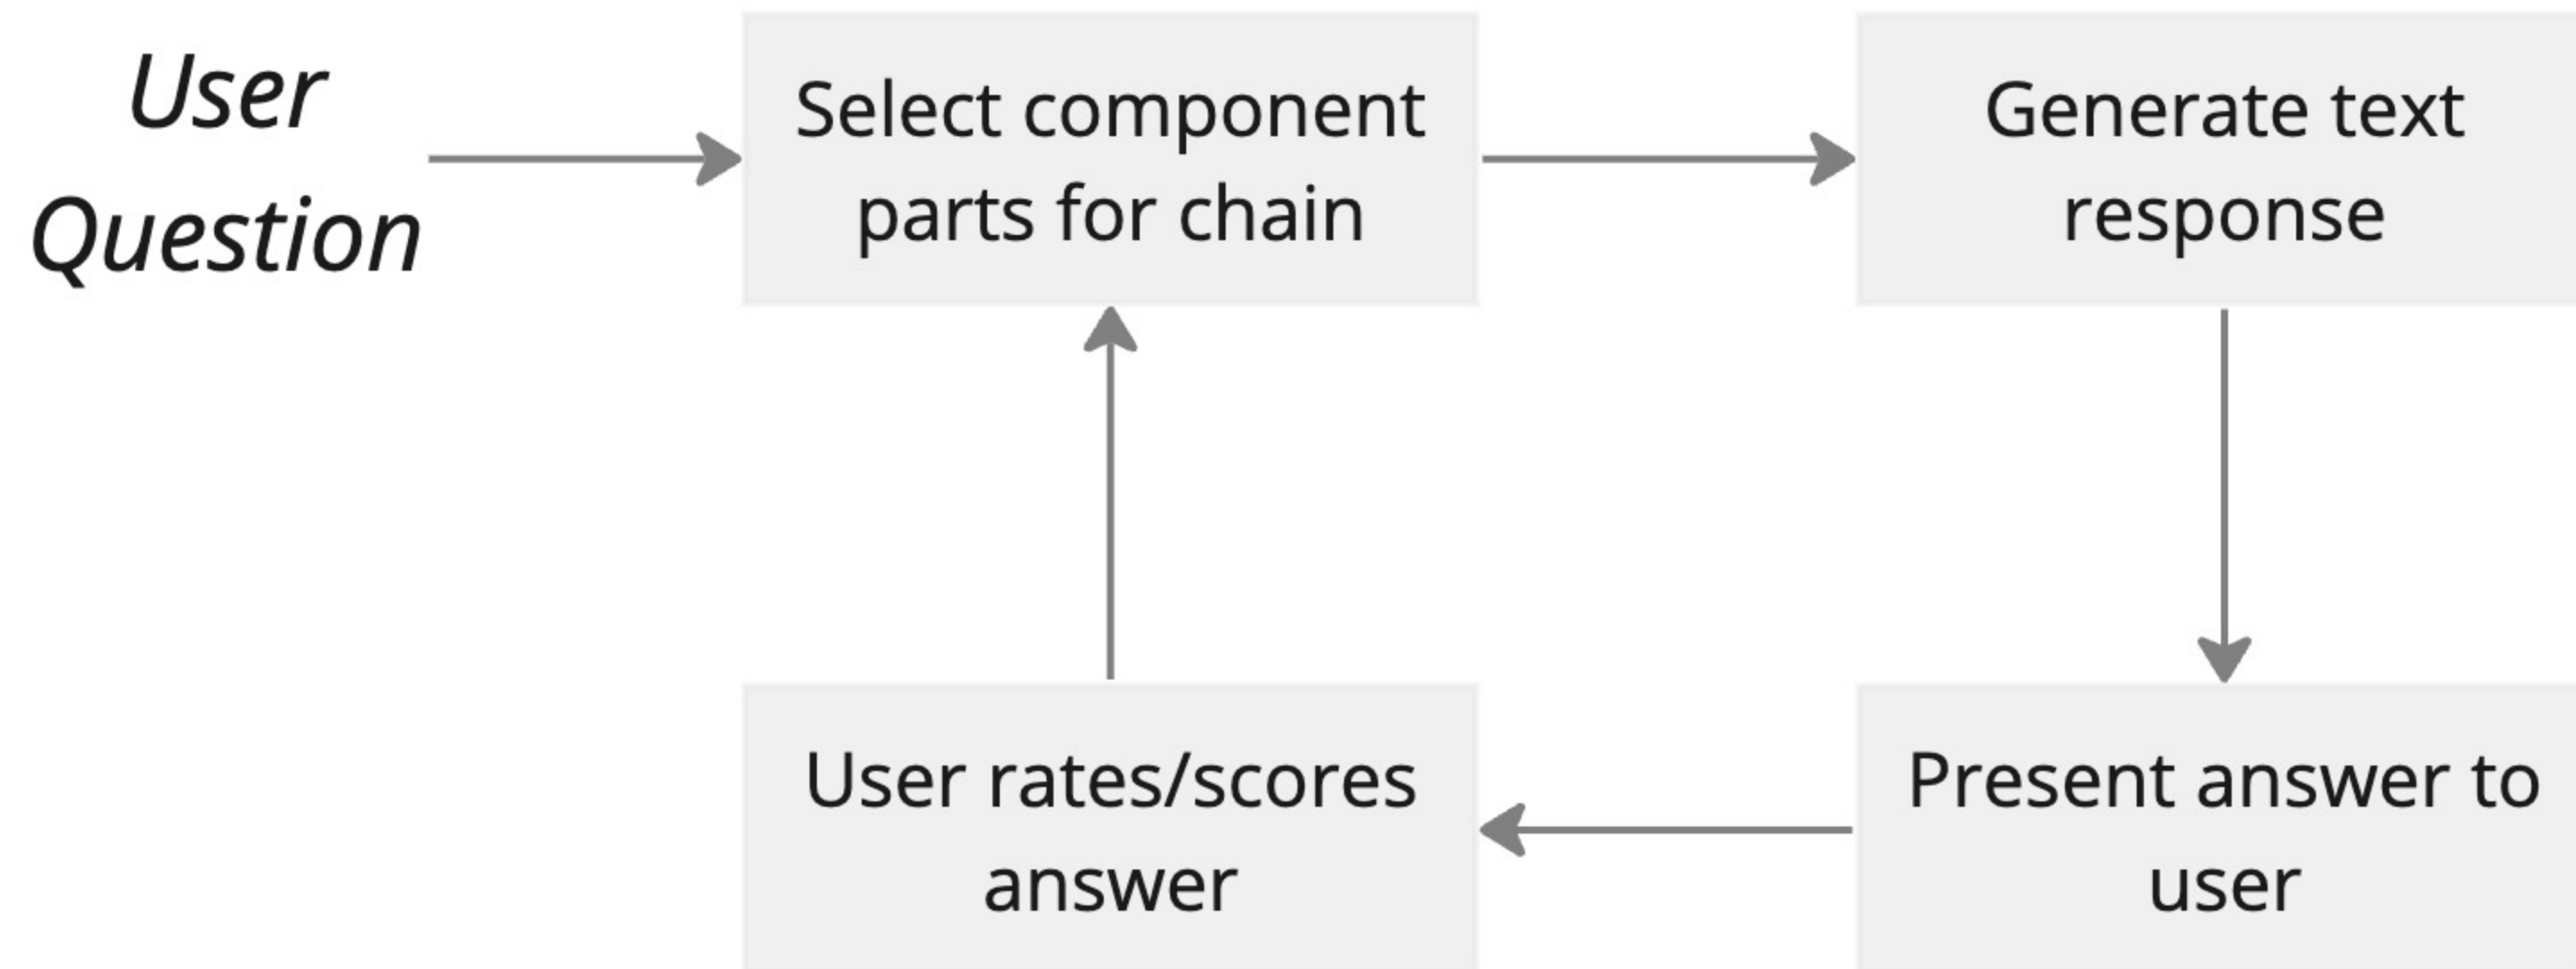 User
Question
Select component
parts for chain
Generate text
response
User rates/scores
answer
Present answer to
user